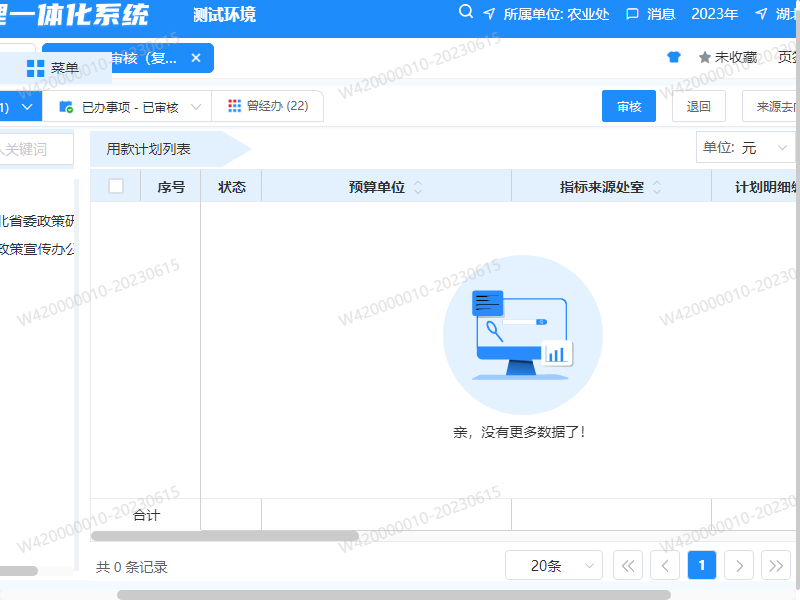 一体化系统
测试环境
所属单位: 农业处
消息
2023年
菜单
审核（复...
未收藏
1)
已办事项 - 已审核
曾经办 (22)
审核
退回
来源去
关键词
用款计划列表
单位: 元
序号
状态
预算单位
指标来源处室
计划明细
北省委政策研
政策宣传办公
亲，没有更多数据了！
合计
共 0 条记录
20条
1
W420000010-20230615
W420000010-20230615
W420000010-20230615
W420000010-20230615
W420000010-20230615
W420000010-20230615
W420000010-20230615
W420000010-20230615
W420000010-20230615